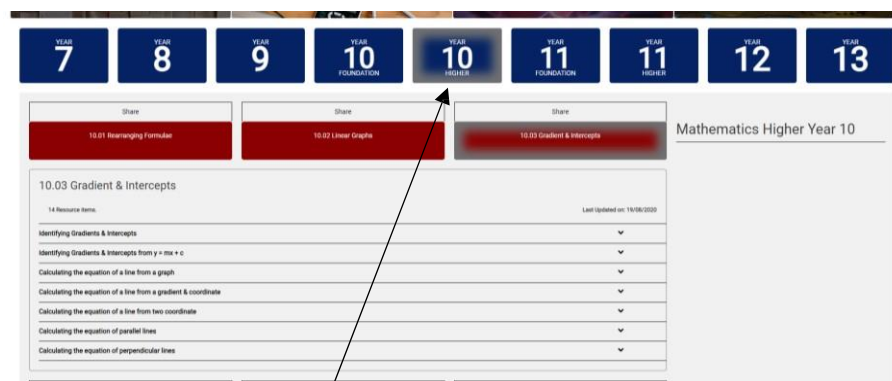 YEAR
7
YEAR
8
YEAR
9
YEAR
10
FOUNDATION
YEAR
10
HIGHER
YEAR
11
FOUNDATION
YEAR
11
HIGHER
YEAR
12
YEAR
13
Share
Share
Share
10.01 Rearranging Formulae
10.02 Linear Graphs
10.03 Gradient & Intercepts
Mathematics Higher Year 10
10.03 Gradient & Intercepts
14 Resource items.
Last Updated on: 19/08/2020
Identifying Gradients & Intercepts
Identifying Gradients & Intercepts from y = mx + c
Calculating the equation of a line from a graph
Calculating the equation of a line from a gradient & coordinate
Calculating the equation of a line from two coordinate
Calculating the equation of parallel lines
Calculating the equation of perpendicular lines